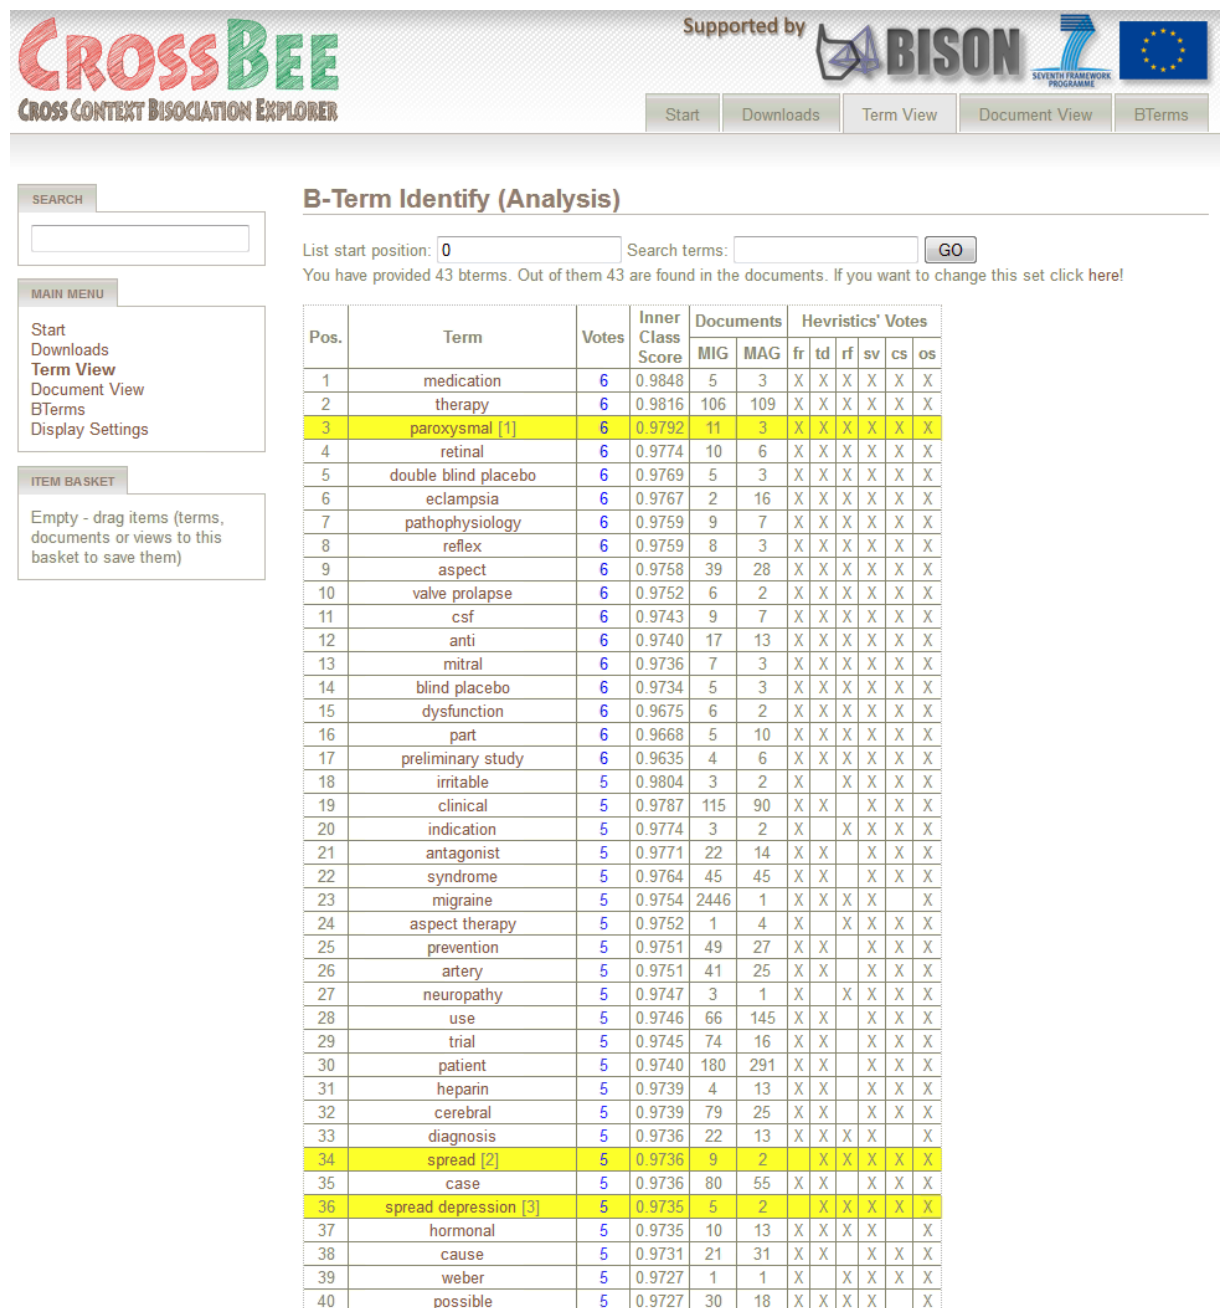 CROSSBEE
CROSS CONTEXT BISOCIATION EXPLORER
Supported by
BISON
7
SEVENTH FRAMEWORK
PROGRAMME
Start Downloads Term View Document View BTerms
SEARCH
MAIN MENU
Start
Downloads
Term View
Document View
BTerms
Display Settings
ITEM BASKET
Empty - drag items (terms,
documents or views to this
basket to save them)
B-Term Identify (Analysis)
List start position: 0 Search terms: GO
You have provided 43 bterms. Out of them 43 are found in the documents. If you want to change this set click here!
Pos. Term Votes Inner Class Score Documents Hevristics' Votes
MIG MAG fr td rf sv cs os
1 medication 6 0.9848 5 3 X X X X X X
2 therapy 6 0.9816 106 109 X X X X X X
3 paroxysmal [1] 6 0.9792 11 3 X X X X X X
4 retinal 6 0.9774 10 6 X X X X X X
5 double blind placebo 6 0.9769 5 3 X X X X X X
6 eclampsia 6 0.9767 2 16 X X X X X X
7 pathophysiology 6 0.9759 9 7 X X X X X X
8 reflex 6 0.9759 8 3 X X X X X X
9 aspect 6 0.9758 39 28 X X X X X X
10 valve prolapse 6 0.9752 6 2 X X X X X X
11 csf 6 0.9743 9 7 X X X X X X
12 anti 6 0.9740 17 13 X X X X X X
13 mitral 6 0.9736 7 3 X X X X X X
14 blind placebo 6 0.9734 5 3 X X X X X X
15 dysfunction 6 0.9675 6 2 X X X X X X
16 part 6 0.9668 5 10 X X X X X X
17 preliminary study 6 0.9635 4 6 X X X X X X
18 irritable 5 0.9804 3 2 X X X X X
19 clinical 5 0.9787 115 90 X X X X X
20 indication 5 0.9774 3 2 X X X X X
21 antagonist 5 0.9771 22 14 X X X X X
22 syndrome 5 0.9764 45 45 X X X X X
23 migraine 5 0.9754 2446 1 X X X X X
24 aspect therapy 5 0.9752 1 4 X X X X X
25 prevention 5 0.9751 49 27 X X X X X
26 artery 5 0.9751 41 25 X X X X X
27 neuropathy 5 0.9747 3 1 X X X X X
28 use 5 0.9746 66 145 X X X X X
29 trial 5 0.9745 74 16 X X X X X
30 patient 5 0.9740 180 291 X X X X X
31 heparin 5 0.9739 4 13 X X X X X
32 cerebral 5 0.9739 79 25 X X X X X
33 diagnosis 5 0.9736 22 13 X X X X X
34 spread [2] 5 0.9736 9 2 X X X X X
35 case 5 0.9736 80 55 X X X X X
36 spread depression [3] 5 0.9735 5 2 X X X X X
37 hormonal 5 0.9735 10 13 X X X X X
38 cause 5 0.9731 21 31 X X X X X
39 weber 5 0.9727 1 1 X X X X X
40 possible 5 0.9727 30 18 X X X X X